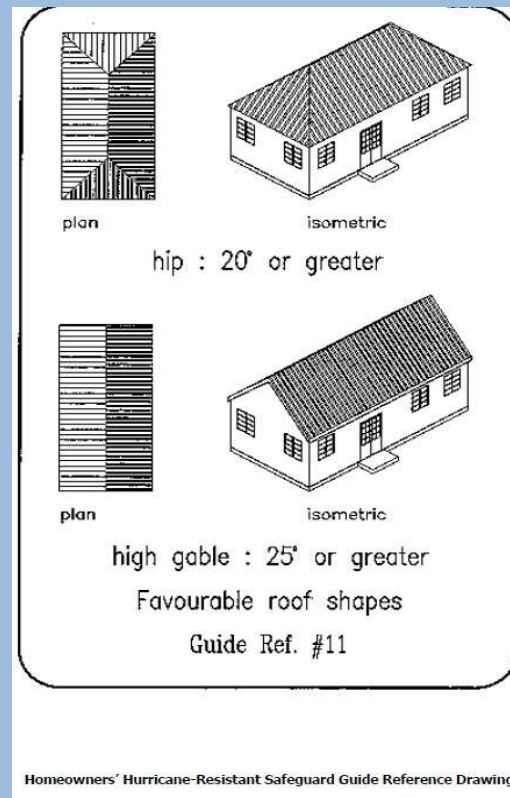 plan isometric
hip : 20° or greater
plan isometric
high gable : 25° or greater
Favourable roof shapes
Guide Ref. #11
Homeowners' Hurricane-Resistant Safeguard Guide Reference Drawing